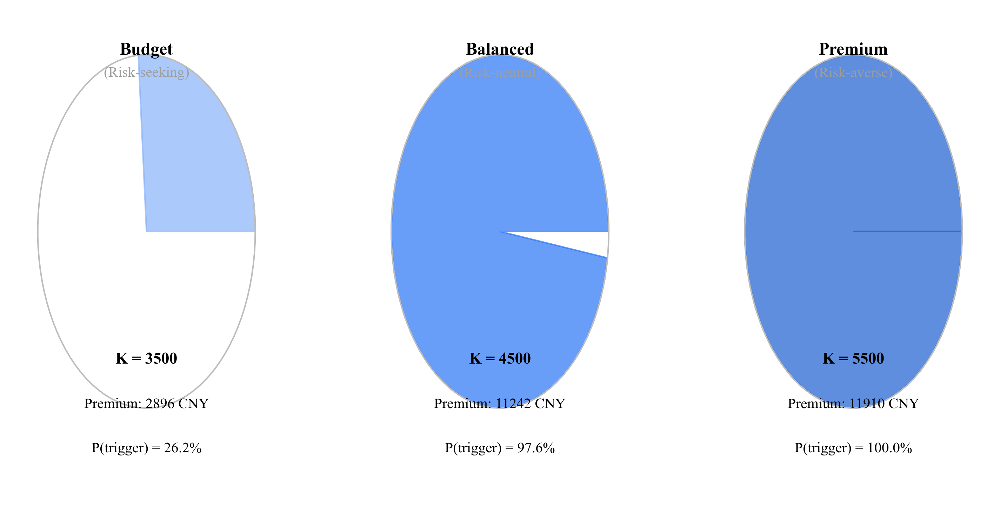 Budget
(Risk-seeking)
K = 3500
Premium: 2896 CNY
P(trigger) = 26.2%
Balanced
(Risk-neutral)
K = 4500
Premium: 11242 CNY
P(trigger) = 97.6%
Premium
(Risk-averse)
K = 5500
Premium: 11910 CNY
P(trigger) = 100.0%